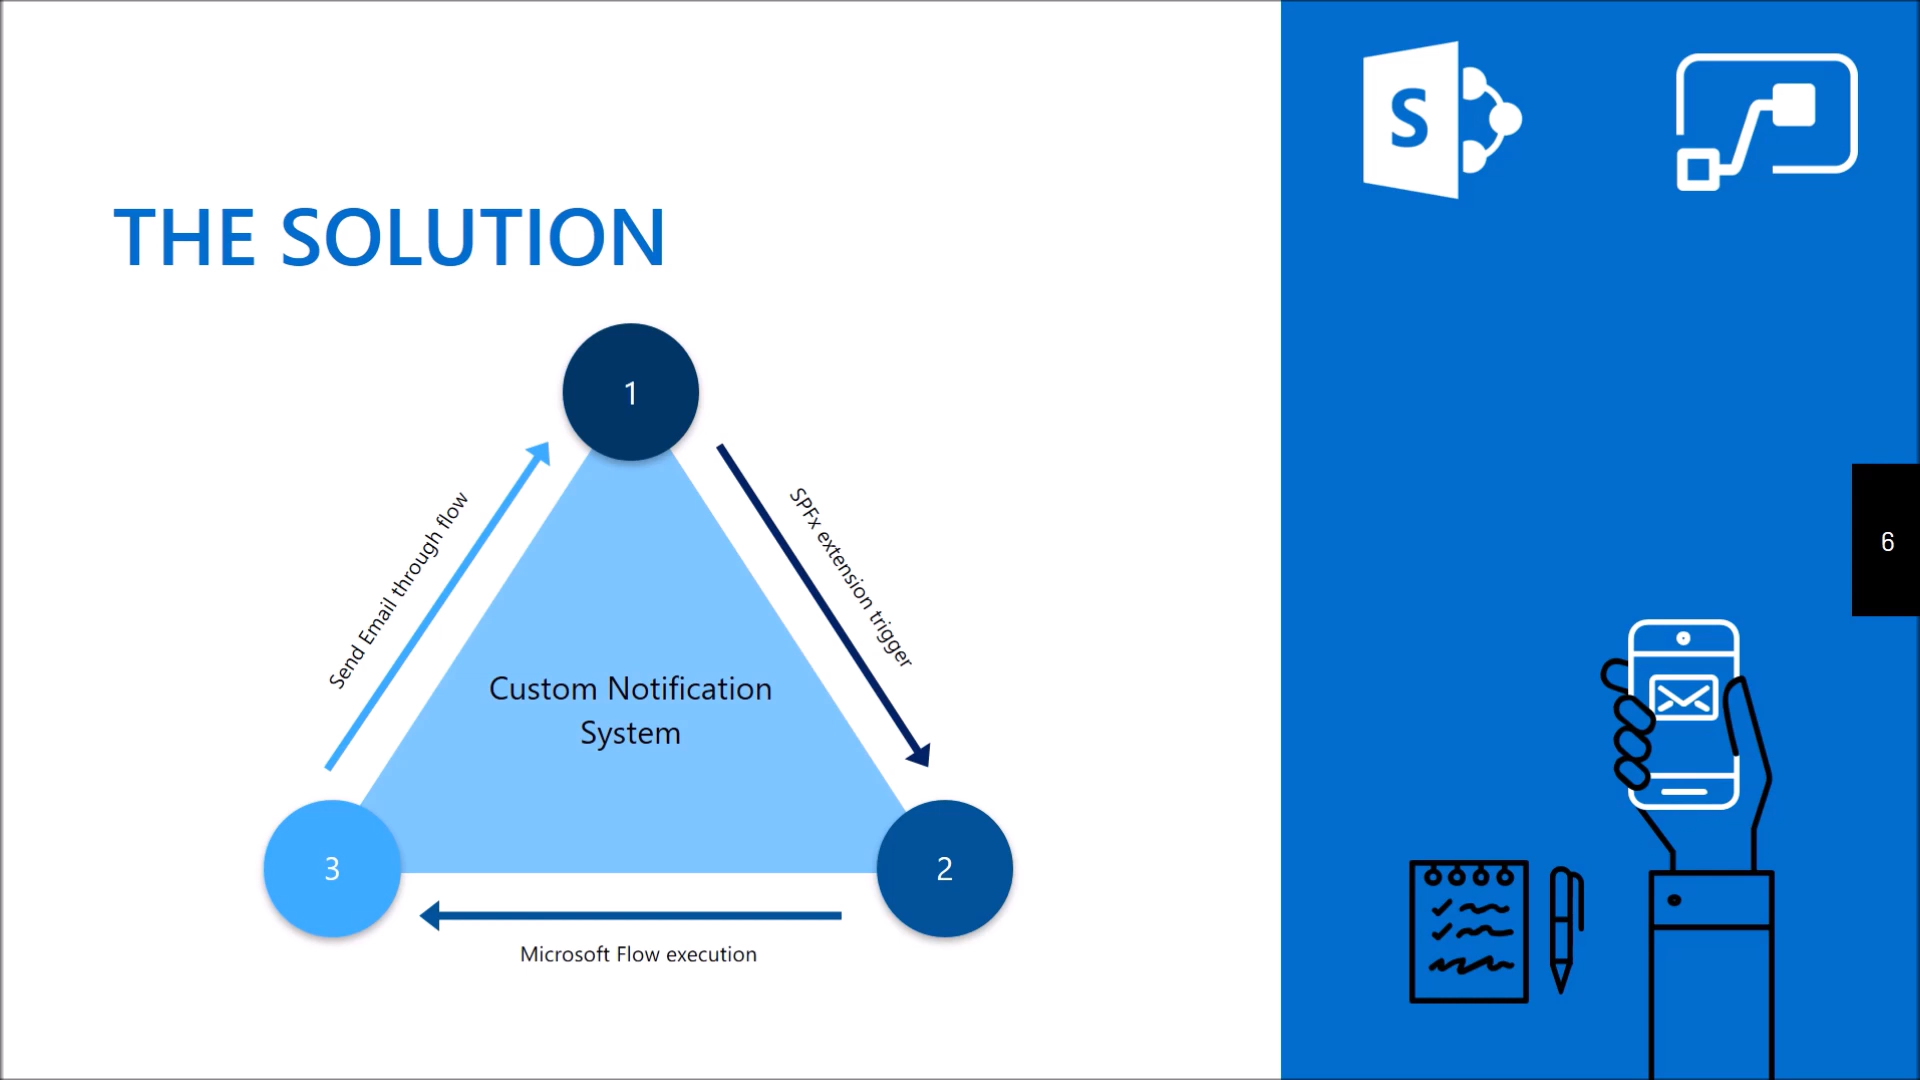 S
THE SOLUTION
1
Send Email through flow
SPFx extension trigger
Custom Notification
System
3
2
Microsoft Flow execution
6